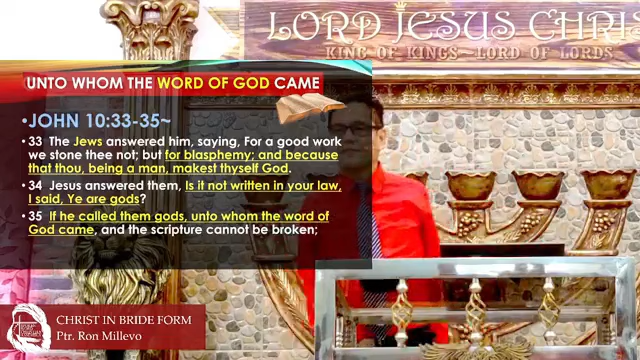 LORD JESUS CHRIS
KING OF KINGS LORD OF LORDS
UNTO WHOM THE WORD OF GOD CAME
•JOHN 10:33-35~
• 33 The Jews answered him, saying, For a good work
we stone thee not; but for blasphemy; and because
that thou, being a man, makest thyself God.
• 34 Jesus answered them, Is it not written in your law,
I said, Ye are gods?
• 35 If he called them gods, unto whom the word of
God came, and the scripture cannot be broken;
CHRIST IN BRIDE FORM
Ptr. Ron Millevo